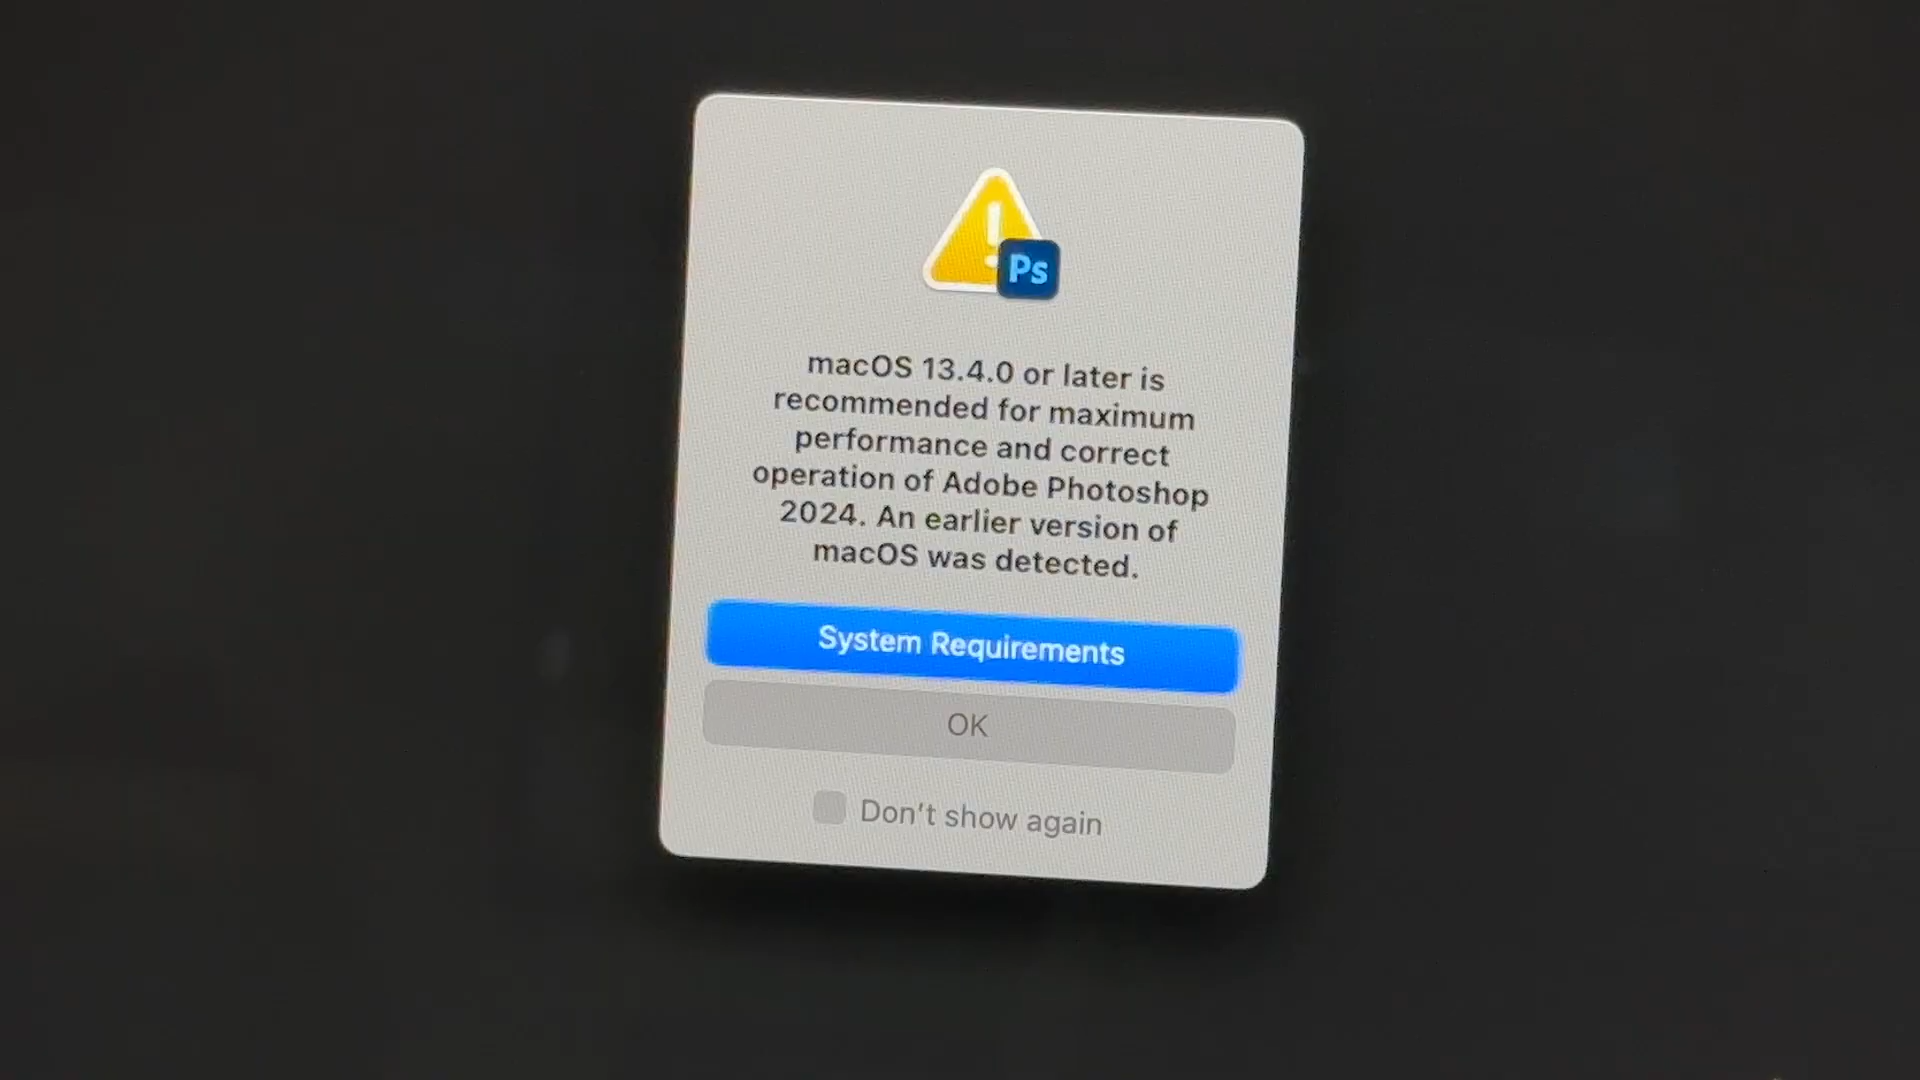 Ps
macOS 13.4.0 or later is
recommended for maximum
performance and correct
operation of Adobe Photoshop
2024. An earlier version of
macOS was detected.
System Requirements
OK
Don't show again